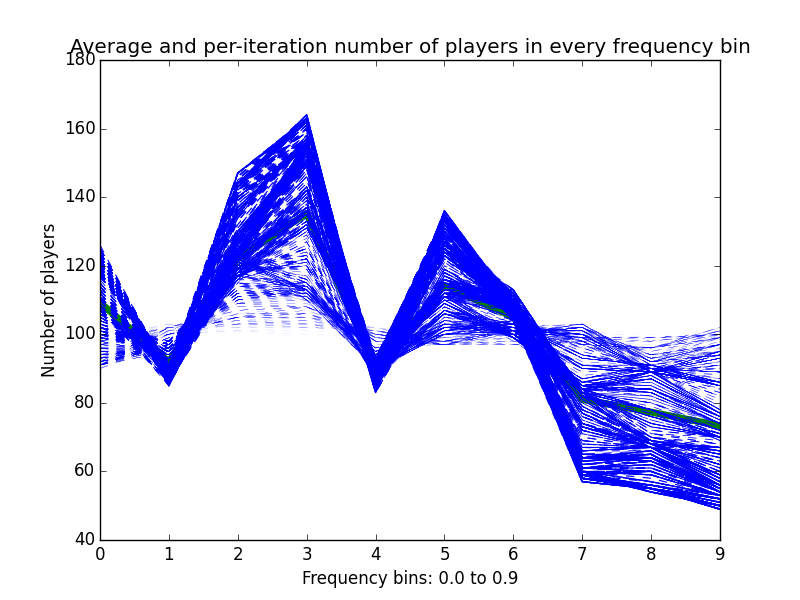 Average and per-iteration number of players in every frequency bin
180
160
140
120
100
80
60
40
Number of players
0 1 2 3 4 5 6 7 8 9
Frequency bins: 0.0 to 0.9